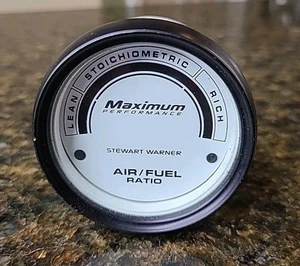 LEAN STOICHIOMETRIC RICH
Maximum
PERFORMANCE
STEWART WARNER
AIR/FUEL
RATIO